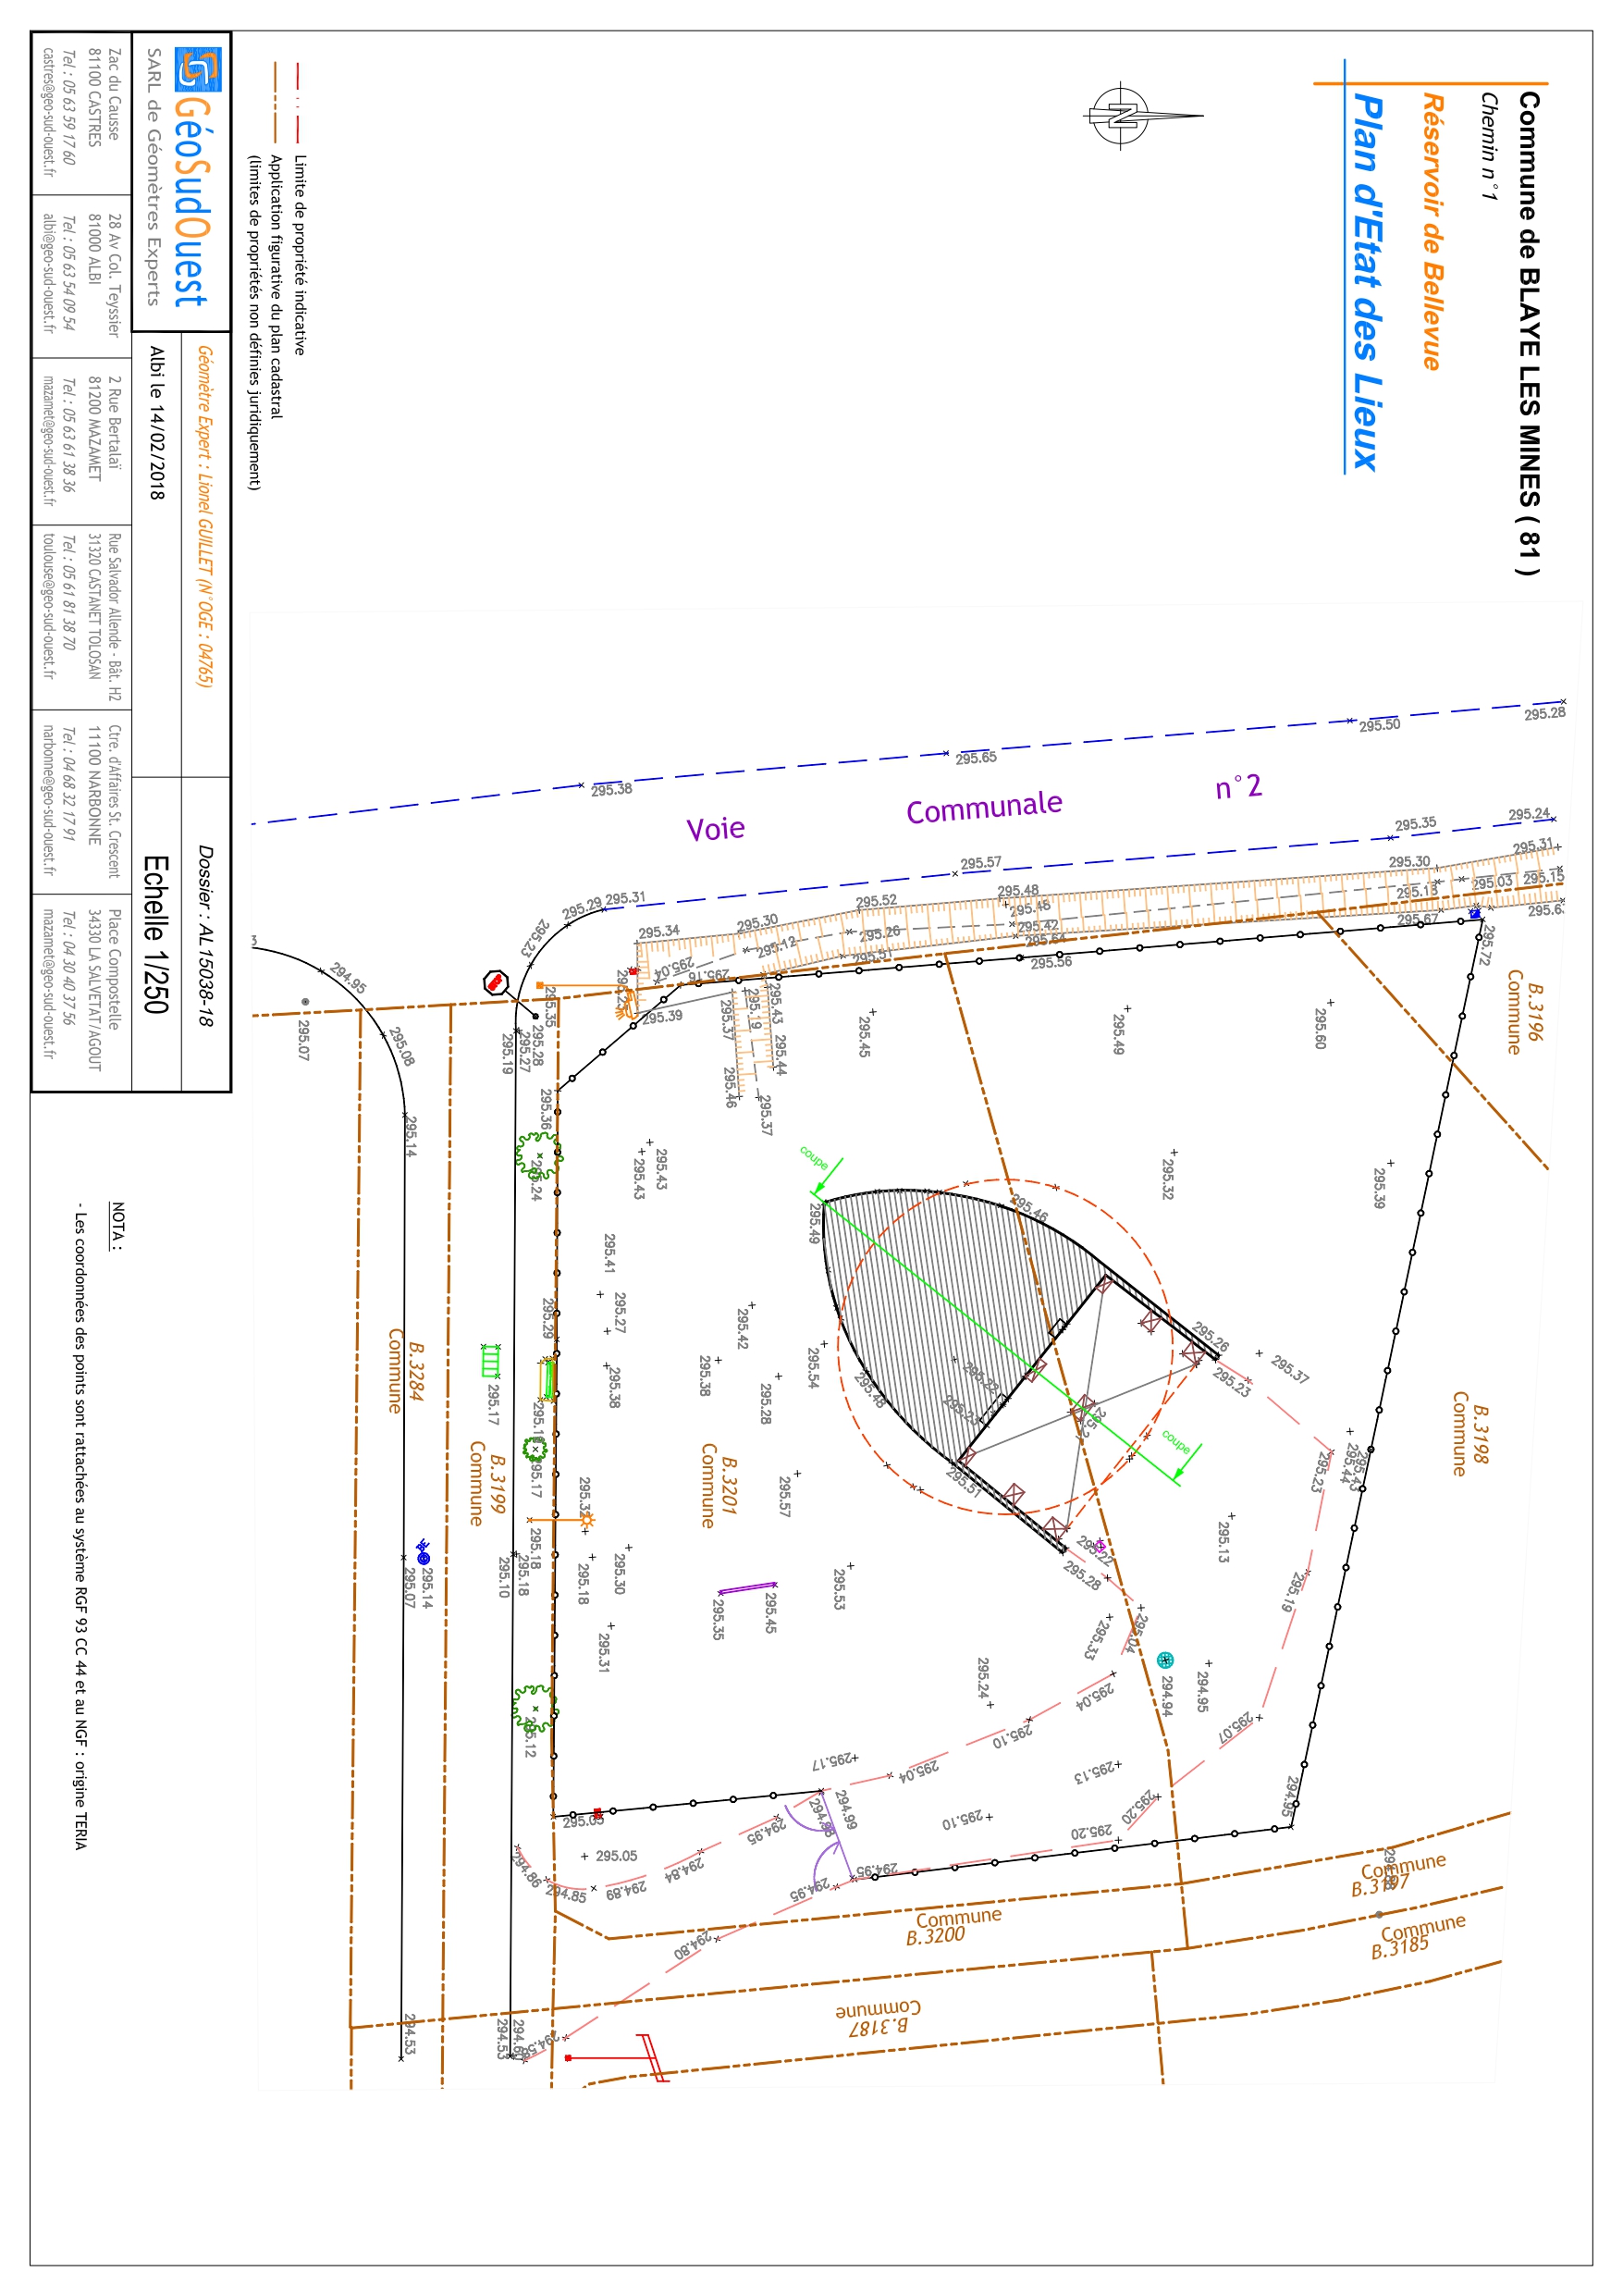 Commune de BLAYE LES MINES ( 81 )
Chemin n°1
Réservoir de Bellevue
Plan d'Etat des Lieux
N
Limite de propriété indicative
Application figurative du plan cadastral
(limites de propriétés non définies juridiquement)
GéoSudOuest
SARL de Géomètres Experts
Géomètre Expert : Lionel GUILLET (N°OGE : 04765)
Dossier : AL15038-18
Albi le 14/02/2018
Echelle 1/250
Zac du Causse
81100 CASTRES
Tel : 05 63 59 17 60
castres@geo-sud-ouest.fr
28 Av Col. Teyssier
81000 ALBI
Tel : 05 63 54 09 54
albi@geo-sud-ouest.fr
2 Rue Bertalaï
81200 MAZAMET
Tel : 05 63 61 38 36
mazamet@geo-sud-ouest.fr
Rue Salvador Allende - Bât. H2
31320 CASTANET TOLOSAN
Tel : 05 61 81 38 70
toulouse@geo-sud-ouest.fr
Ctre. d'Affaires St. Crescent
11100 NARBONNE
Tel : 04 68 32 17 91
narbonne@geo-sud-ouest.fr
Place Compostelle
34330 LA SALVETAT/AGOUT
Tel : 04 30 40 37 56
mazamet@geo-sud-ouest.fr
NOTA :
- Les coordonnées des points sont rattachées au système RGF 93 CC 44 et au NGF : origine TERIA
Voie Communale n°2
295.28
295.50
295.65
295.38
295.24
295.35
295.57
295.31
295.29
295.23
295.31
295.30
295.15
295.03
295.13
295.67
295.48
295.48
295.42
295.64
295.56
295.52
295.26
295.51
295.30
295.12
295.34
295.04
295.16
295.39
295.35
295.28
295.27
295.19
295.36
295.24
294.95
295.08
295.07
295.14
295.72
B.3196
Commune
295.60
295.49
295.45
295.43
295.19
295.37
295.44
295.46
295.37
295.39
295.32
295.43
295.43
coupe
295.49
295.46
295.41
295.27
295.29
295.42
295.54
295.38
295.38
295.28
295.48
295.22
295.23
295.26
295.23
295.37
coupe
295.51
B.3284
Commune
B.3199
Commune
B.3201
Commune
B.3198
Commune
295.17
295.17
295.23
295.44
295.43
295.57
295.13
295.18
295.18
295.10
295.18
295.30
295.53
295.14
295.07
295.22
295.28
295.19
295.35
295.45
295.31
295.33
295.04
294.94
294.95
295.24
295.04
295.10
295.07
295.12
295.17
295.04
295.13
295.20
295.20
295.10
294.95
294.99
294.88
294.95
295.05
295.05
294.86
294.85
294.89
294.84
294.95
294.95
294.80
Commune
B.3200
Commune
B.3197
Commune
B.3185
Commune
B.3187
294.53
294.53